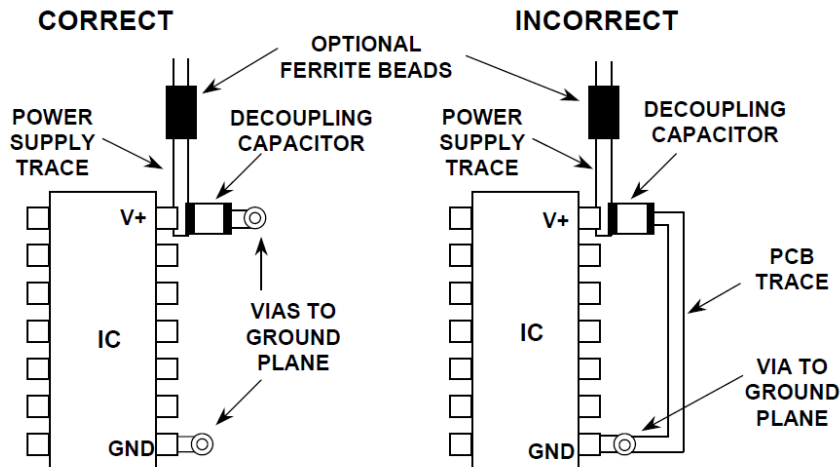 CORRECT
INCORRECT
OPTIONAL
FERRITE BEADS
POWER
SUPPLY
TRACE
DECOUPLING
CAPACITOR
V+
IC
VIAS TO
GROUND
PLANE
GND
POWER
SUPPLY
TRACE
DECOUPLING
CAPACITOR
V+
IC
PCB
TRACE
VIA TO
GROUND
PLANE
GND